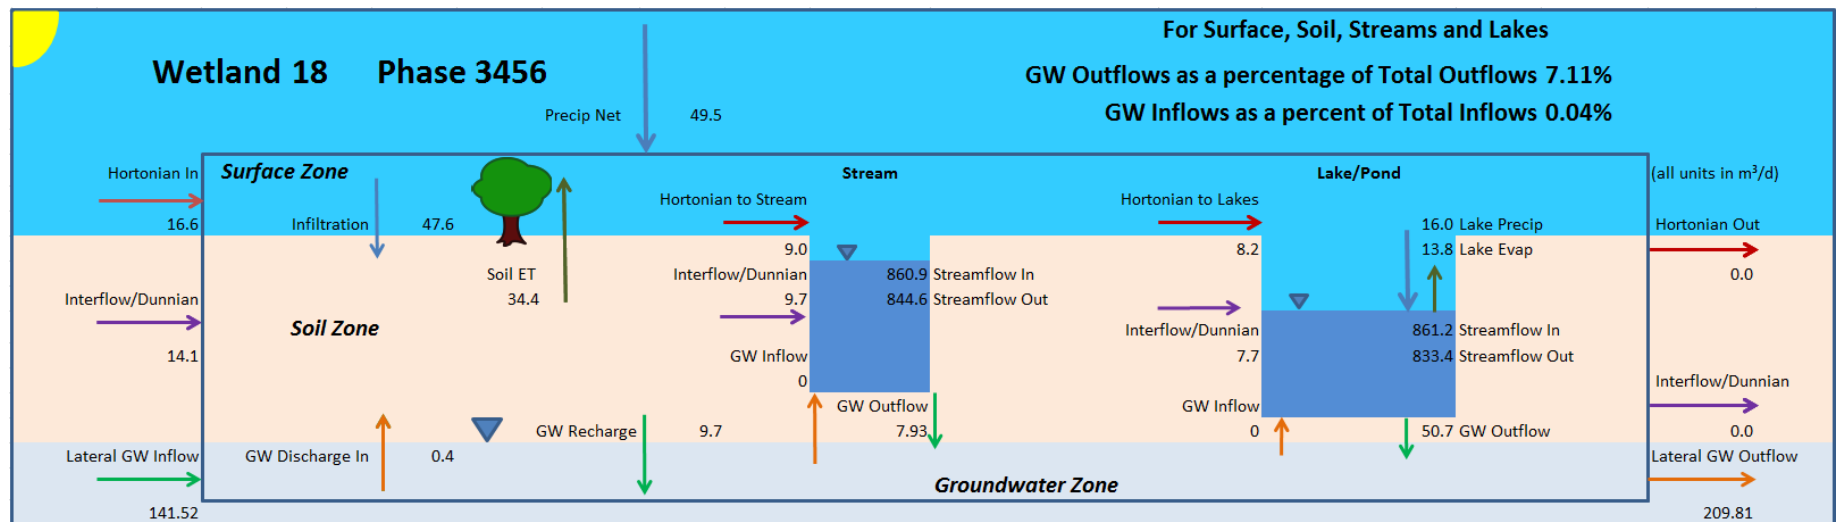 For Surface, Soil, Streams and Lakes
Wetland 18 Phase 3456
GW Outflows as a percentage of Total Outflows 7.11%
GW Inflows as a percent of Total Inflows 0.04%
Precip Net 49.5
Hortonian In
16.6
Surface Zone
Infiltration 47.6
Soil ET
34.4
Interflow/Dunnian
14.1
Soil Zone
Stream
Hortonian to Stream
9.0
Interflow/Dunnian
9.7
860.9 Streamflow In
844.6 Streamflow Out
GW Inflow
0
GW Outflow
7.93
Lake/Pond
Hortonian to Lakes
8.2
16.0 Lake Precip
13.8 Lake Evap
Interflow/Dunnian
7.7
861.2 Streamflow In
833.4 Streamflow Out
GW Inflow
0
50.7 GW Outflow
(all units in m³/d)
Hortonian Out
0.0
Interflow/Dunnian
0.0
GW Recharge 9.7
Lateral GW Inflow
141.52
GW Discharge In 0.4
Groundwater Zone
Lateral GW Outflow
209.81